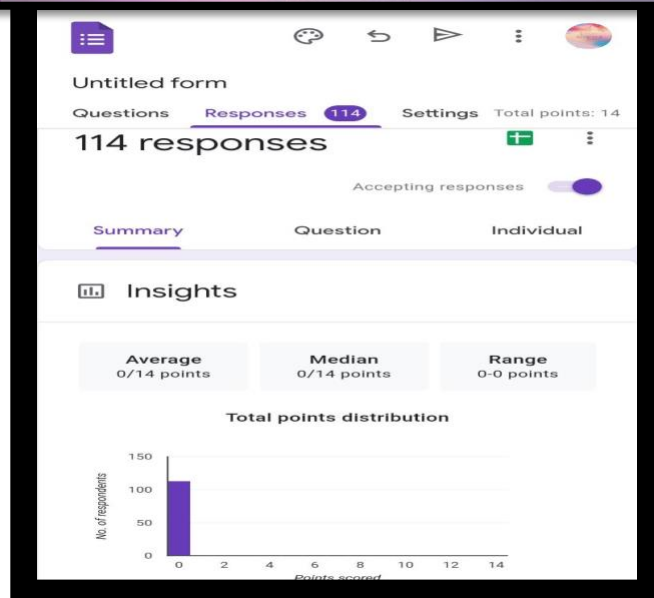 Untitled form
Questions Responses 114 Settings Total points: 14
114 responses
Accepting responses
Summary Question Individual
Insights
Average Median Range
0/14 points 0/14 points 0-0 points
Total points distribution
No. of respondents
150
100
50
0
0 2 4 6 8 10 12 14
Points scored